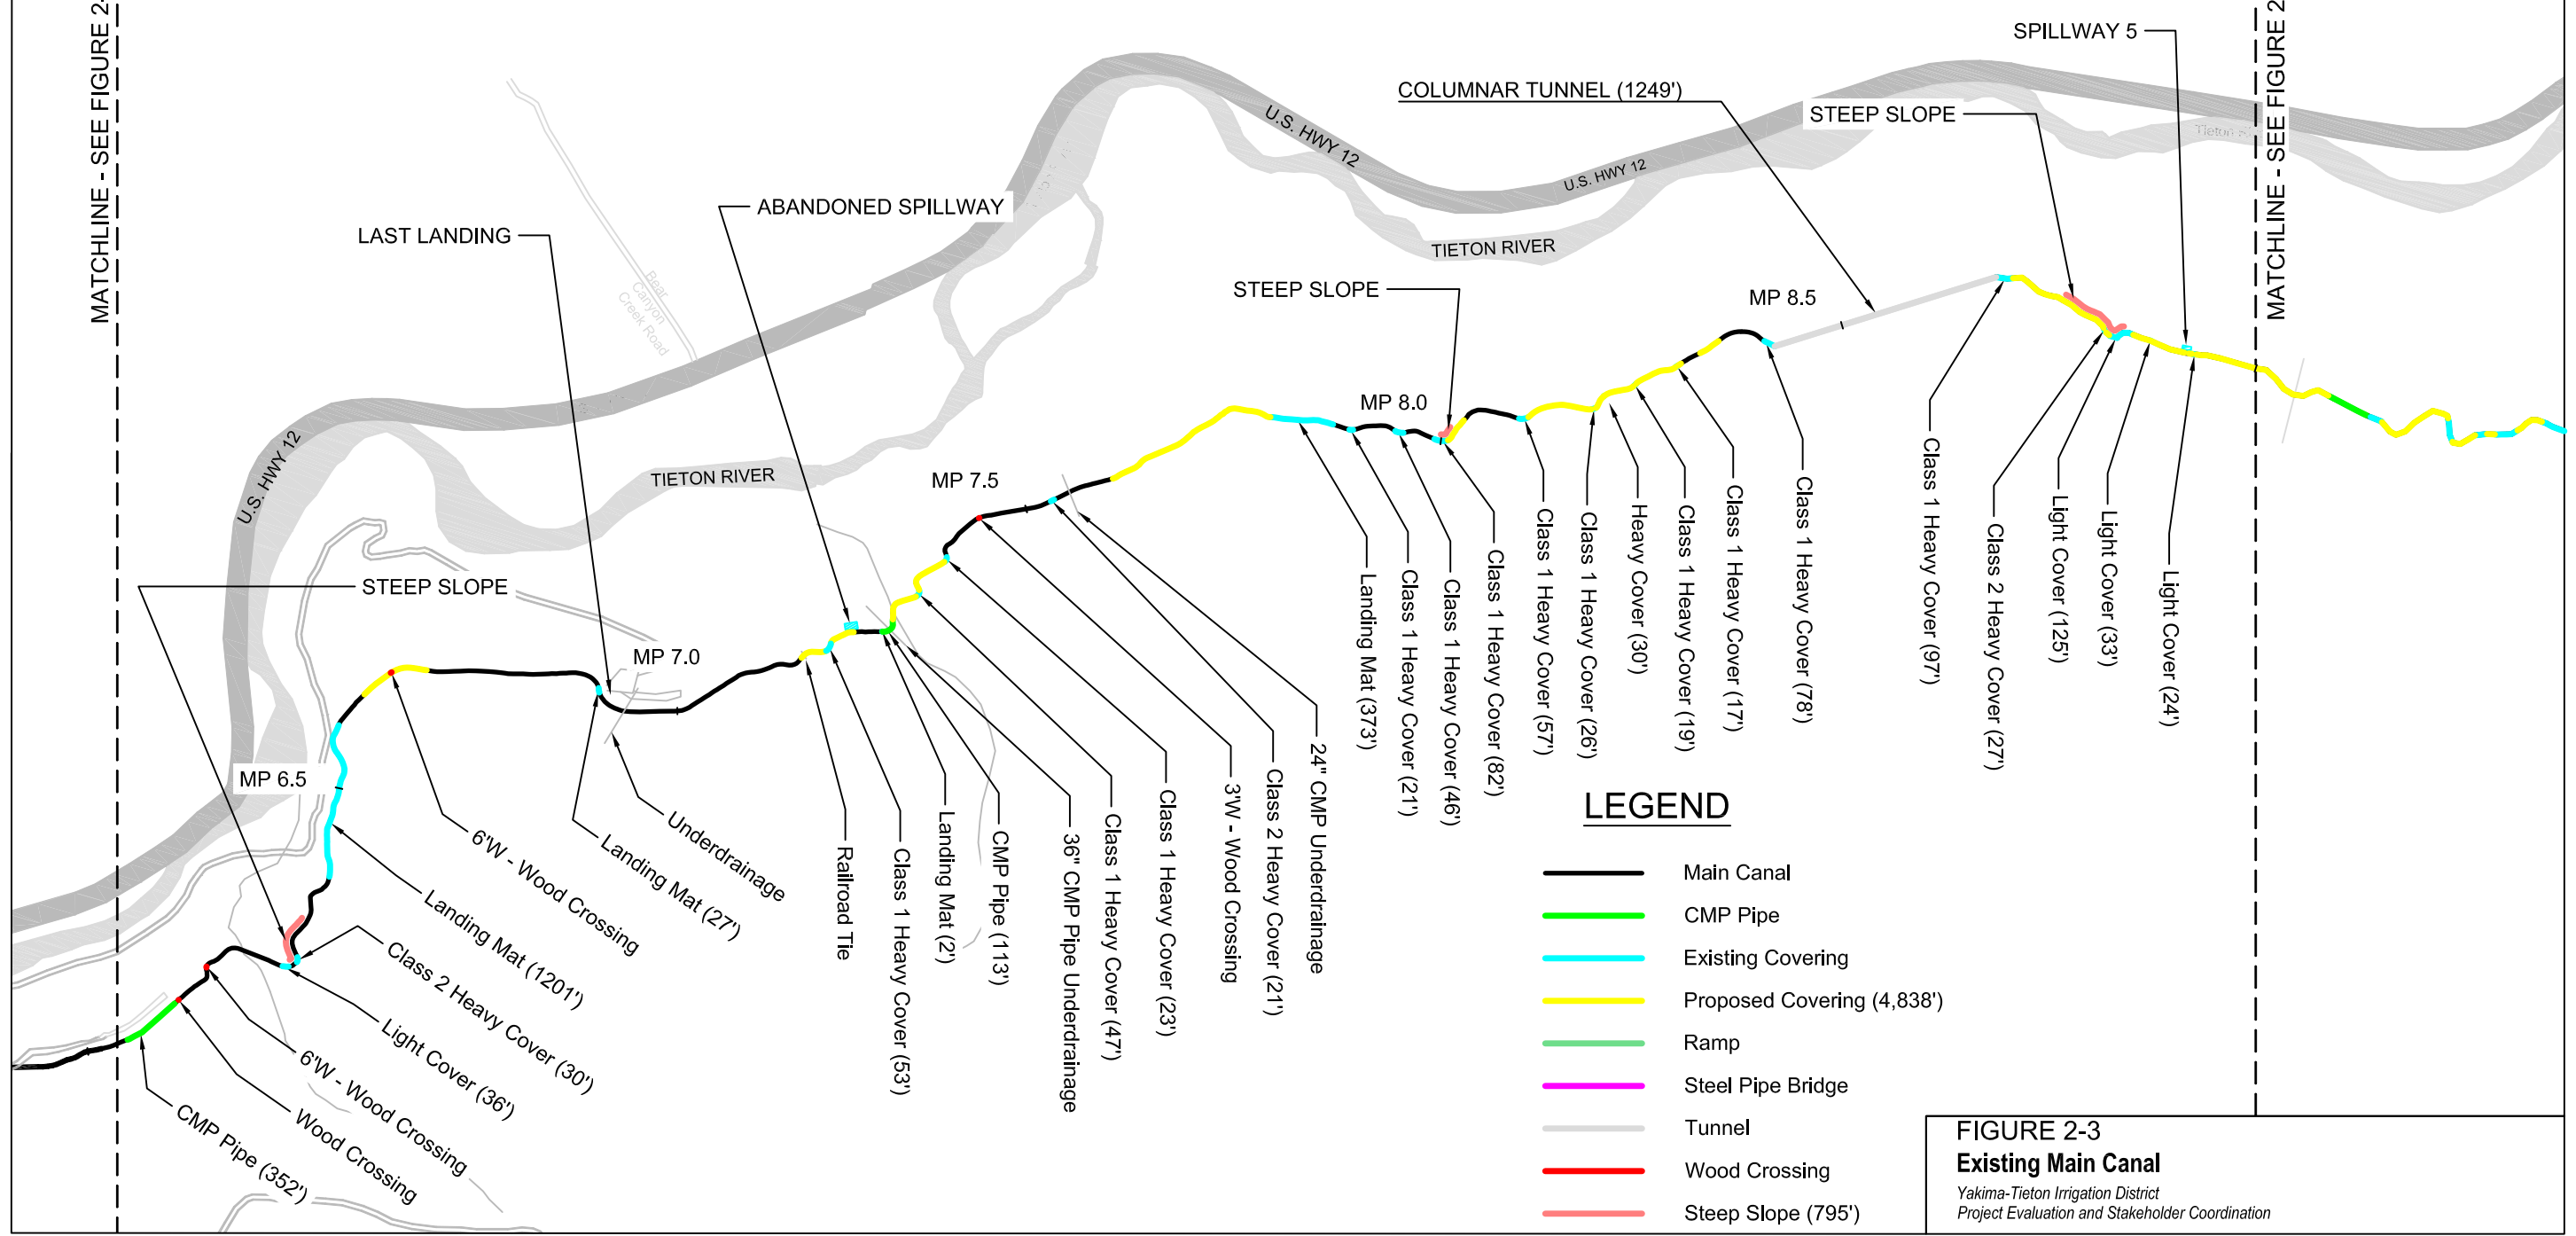 MATCHLINE - SEE FIGURE 2-
SPILLWAY 5
MATCHLINE - SEE FIGURE 2
COLUMNAR TUNNEL (1249')
STEEP SLOPE
U.S. HWY 12
U.S. HWY 12
Tieton
ABANDONED SPILLWAY
LAST LANDING
TIETON RIVER
Bear
Canyon
Creek Road
STEEP SLOPE
MP 8.5
MP 8.0
U.S. HWY 12
TIETON RIVER
MP 7.5
STEEP SLOPE
MP 7.0
MP 6.5
CMP Pipe (352')
Wood Crossing
6'W - Wood Crossing
Light Cover (36')
Class 2 Heavy Cover (30')
Landing Mat (1201')
6'W - Wood Crossing
Landing Mat (27')
Underdrainage
Railroad Tie
Class 1 Heavy Cover (53')
Landing Mat (2')
CMP Pipe (113')
36" CMP Pipe Underdrainage
Class 1 Heavy Cover (47')
Class 1 Heavy Cover (23')
3'W - Wood Crossing
Class 2 Heavy Cover (21')
24" CMP Underdrainage
Landing Mat (373')
Class 1 Heavy Cover (21')
Class 1 Heavy Cover (46')
Class 1 Heavy Cover (82')
Class 1 Heavy Cover (57')
Class 1 Heavy Cover (26')
Heavy Cover (30')
Class 1 Heavy Cover (19')
Class 1 Heavy Cover (17')
Class 1 Heavy Cover (78')
Class 1 Heavy Cover (97')
Class 2 Heavy Cover (27')
Light Cover (125')
Light Cover (33')
Light Cover (24')
LEGEND
Main Canal
CMP Pipe
Existing Covering
Proposed Covering (4,838')
Ramp
Steel Pipe Bridge
Tunnel
Wood Crossing
Steep Slope (795')
FIGURE 2-3
Existing Main Canal
Yakima-Tieton Irrigation District
Project Evaluation and Stakeholder Coordination